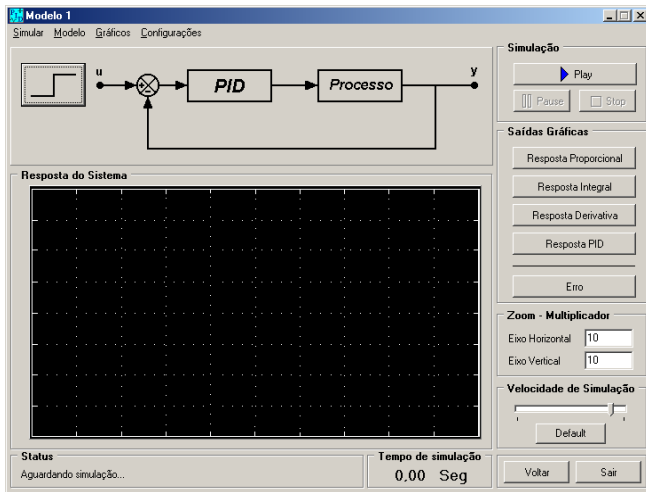 Modelo 1
Simular Modelo Gráficos Configurações
u
PID
Processo
y
Resposta do Sistema
Status
Aguardando simulação...
Tempo de simulação
0,00 Seg
Simulação
Play
Pause
Stop
Saídas Gráficas
Resposta Proporcional
Resposta Integral
Resposta Derivativa
Resposta PID
Erro
Zoom - Multiplicador
Eixo Horizontal 10
Eixo Vertical 10
Velocidade de Simulação
Default
Voltar
Sair